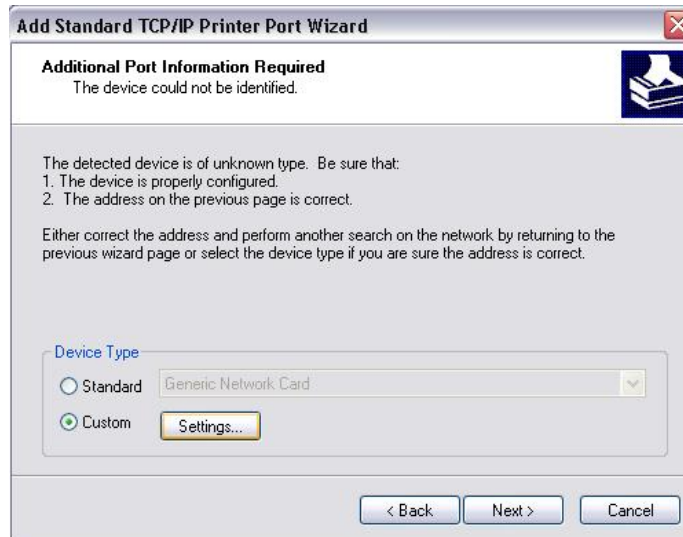 Add Standard TCP/IP Printer Port Wizard
Additional Port Information Required
The device could not be identified.
The detected device is of unknown type.  Be sure that:
1. The device is properly configured.
2.  The address on the previous page is correct.
Either correct the address and perform another search on the network by returning to the
previous wizard page or select the device type if you are sure the address is correct.
Device Type
Standard
Generic Network Card
Custom
Settings...
< Back
Next >
Cancel